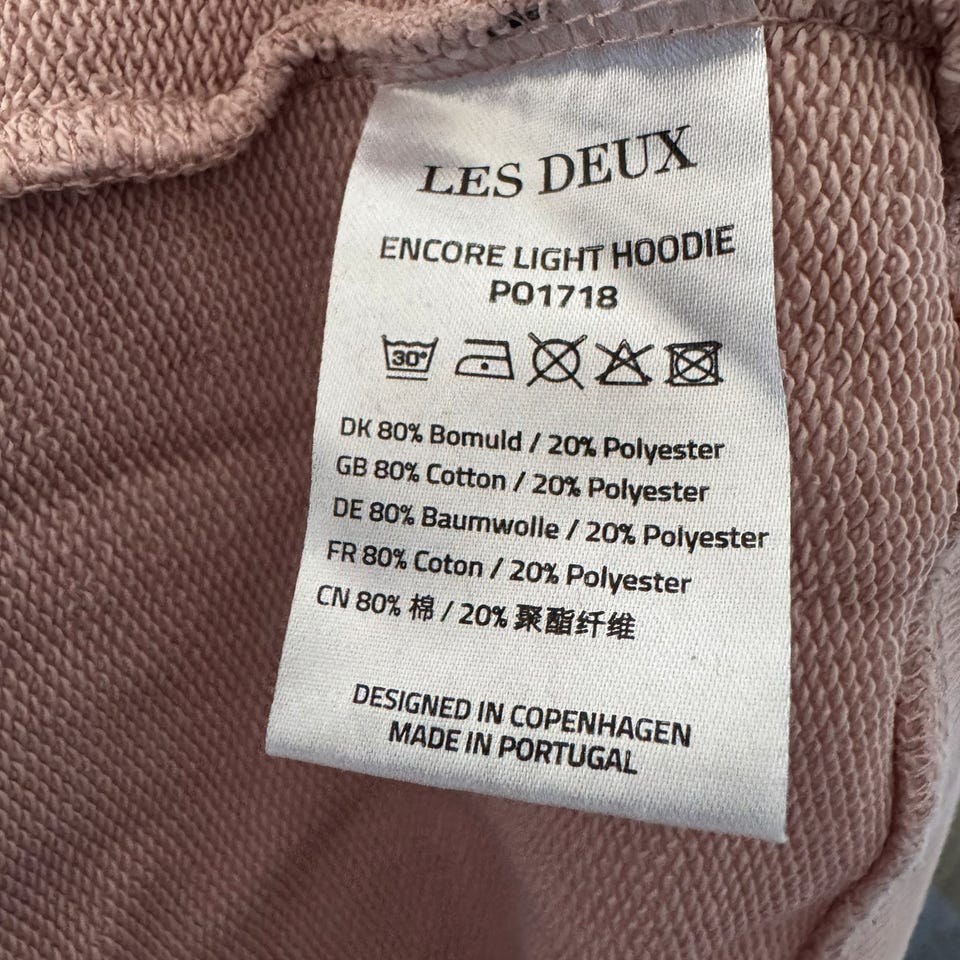 LES DEUX
ENCORE LIGHT HOODIE
PO1718
30°
DK 80% Bomuld / 20% Polyester
GB 80% Cotton / 20% Polyester
DE 80% Baumwolle / 20% Polyester
FR 80% Coton / 20% Polyester
CN 80% 棉 / 20% 聚酯纤维
DESIGNED IN COPENHAGEN
MADE IN PORTUGAL